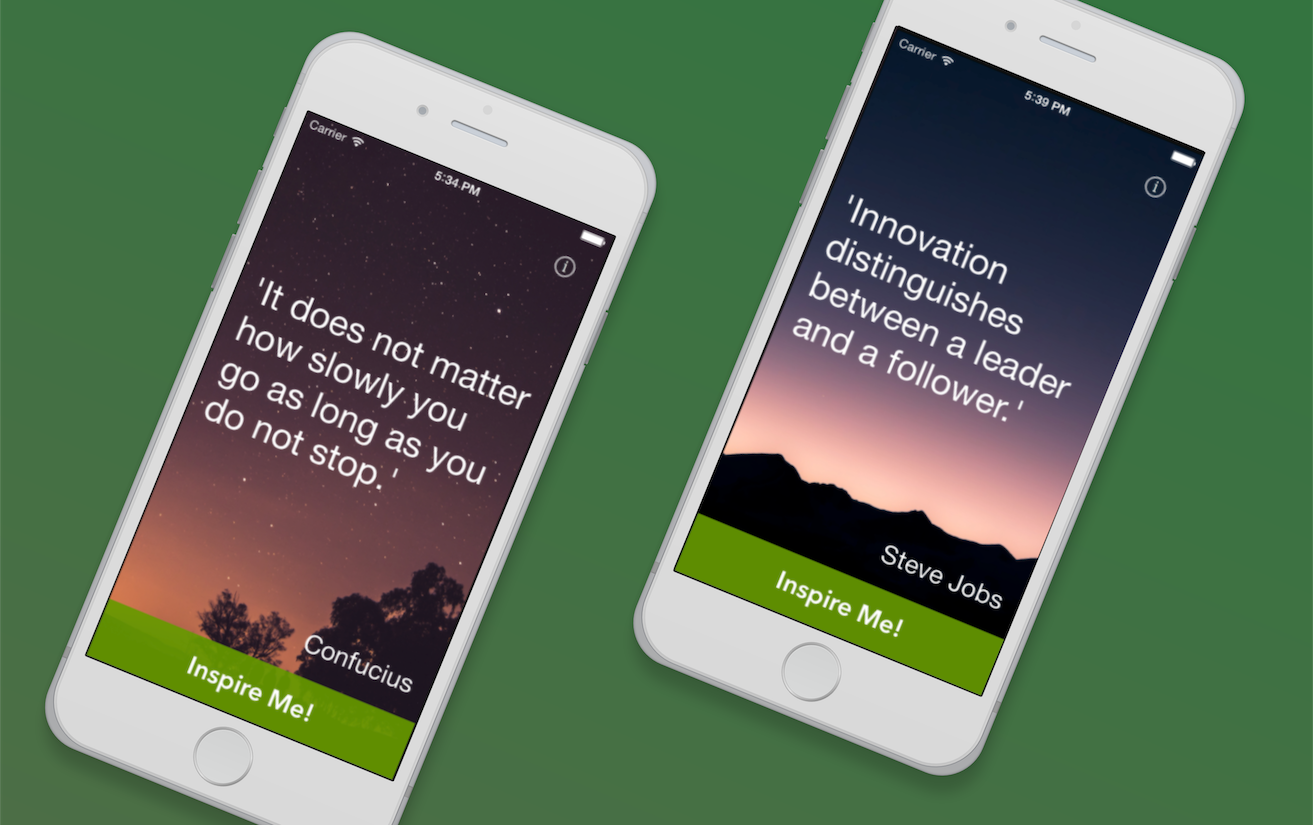 Carrier
5:34 PM
'It does not matter
how slowly you
go as long as you
do not stop. '
Confucius
Inspire Me!
Carrier
5:39 PM
'Innovation
distinguishes
between a leader
and a follower. '
Steve Jobs
Inspire Me!